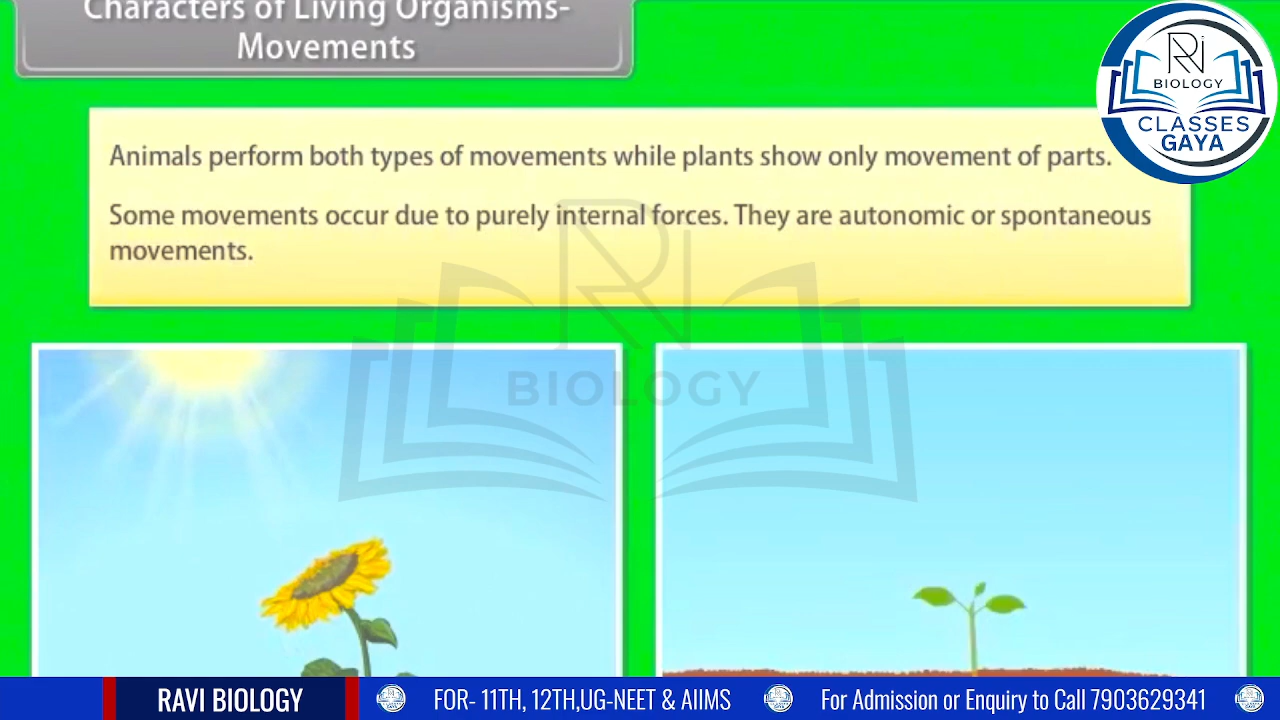 Characters of Living Organisms-
Movements
RJ
BIOLOGY
CLASSES
GAYA
Animals perform both types of movements while plants show only movement of parts.
Some movements occur due to purely internal forces. They are autonomic or spontaneous
movements.
BIOLOGY
RAVI BIOLOGY
FOR- 11TH, 12TH,UG-NEET & AIIMS
For Admission or Enquiry to Call 7903629341